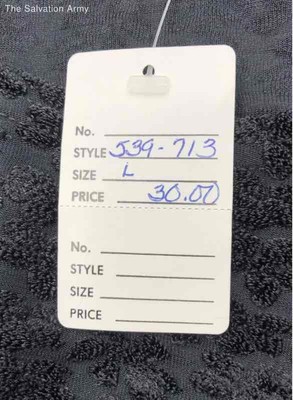 The Salvation Army
No.
STYLE 539-713
SIZE L
PRICE 30.00
No.
STYLE
SIZE
PRICE